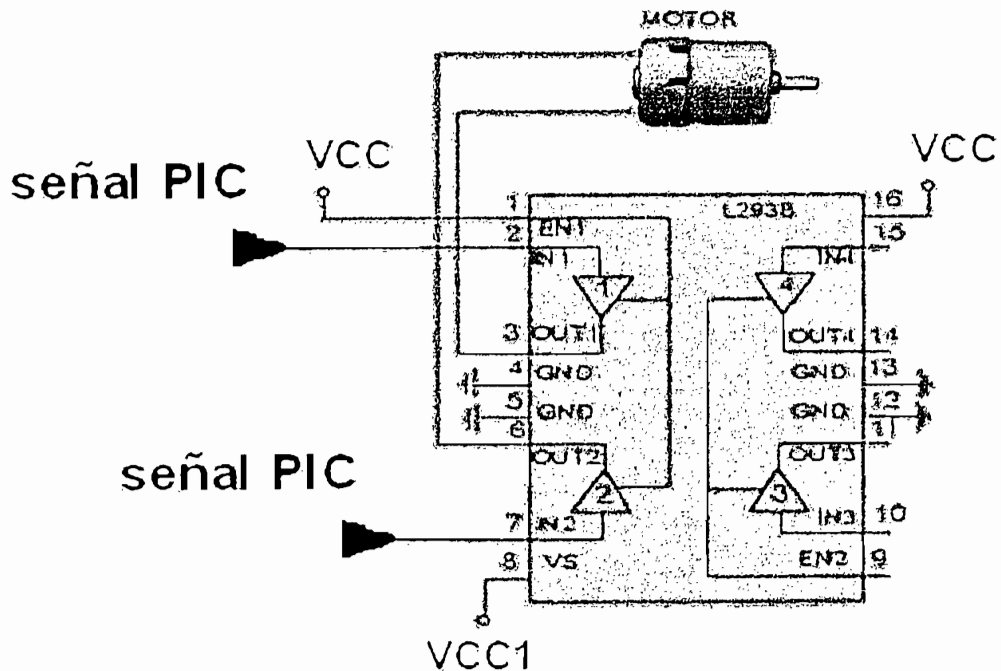 MOTOR
VCC
VCC
señal PIC
1
L293B
16
EN1
2
15
IN1
IN4
1
4
3
OUT1
OUT4
14
4
GND
GND
13
5
GND
GND
12
6
11
OUT2
OUT3
señal PIC
2
3
7
IN2
IN3
10
8
VS
EN2
9
VCC1